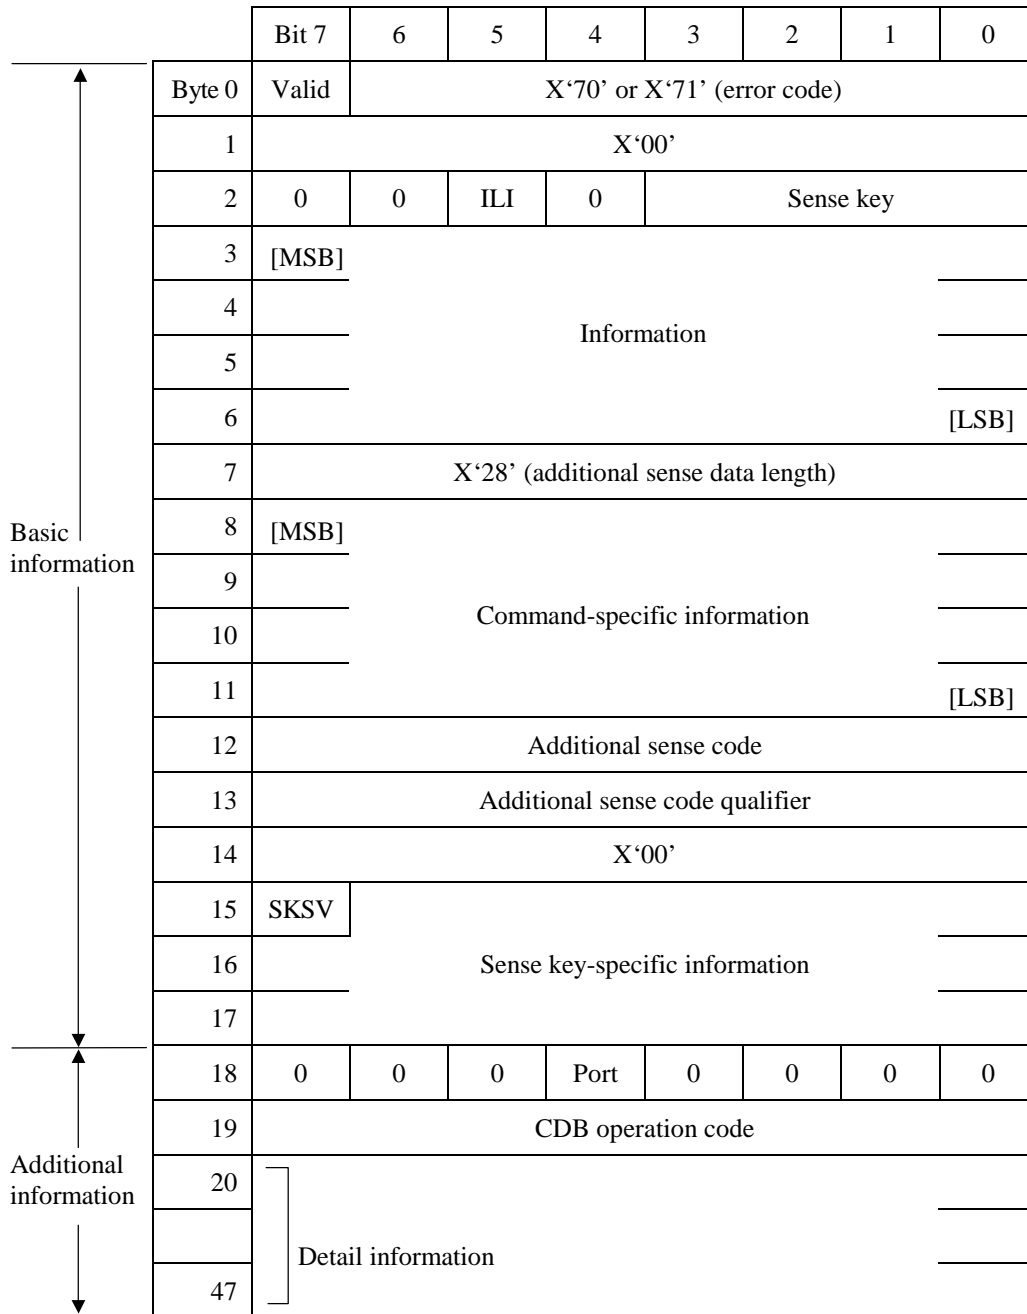 Bit 7 6 5 4 3 2 1 0
Byte 0 Valid X‘70’ or X‘71’ (error code)
1 X‘00’
2 0 0 ILI 0 Sense key
3 [MSB]
4
Information
5
6 [LSB]
7 X‘28’ (additional sense data length)
8 [MSB]
Basic
information
9
Command-specific information
10
11 [LSB]
12 Additional sense code
13 Additional sense code qualifier
14 X‘00’
15 SKSV
16 Sense key-specific information
17
18 0 0 0 Port 0 0 0 0
19 CDB operation code
Additional
information
20
Detail information
47